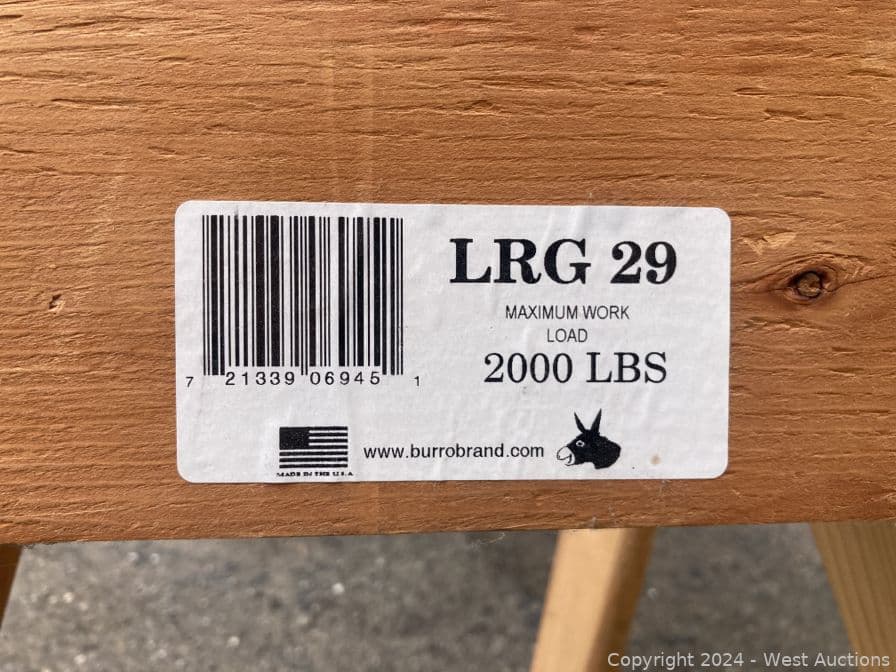 LRG 29
MAXIMUM WORK
LOAD
2000 LBS
7 21339 06945 1
MADE IN THE U.S.A
www.burrobrand.com
Copyright 2024 - West Auctions